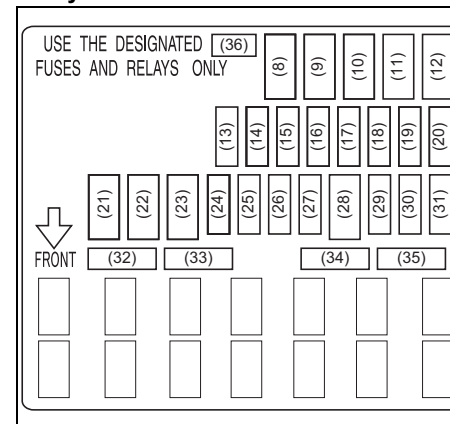 USE THE DESIGNATED (36)
FUSES AND RELAYS ONLY
(8) (9) (10) (11) (12)
(13) (14) (15) (16) (17) (18) (19) (20)
(21) (22) (23) (24) (25) (26) (27) (28) (29) (30) (31)
FRONT (32) (33) (34) (35)